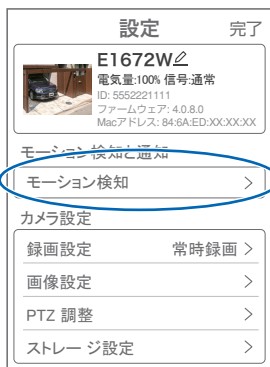 設定 完了
E1672W
電気量:100% 信号:通常
ID: 5552221111
ファームウェア: 4.0.8.0
Macアドレス: 84:6A:ED:XX:XX:XX
モーション検知と通知
モーション検知 >
カメラ設定
録画設定 常時録画 >
画像設定 >
PTZ 調整 >
ストレージ設定 >